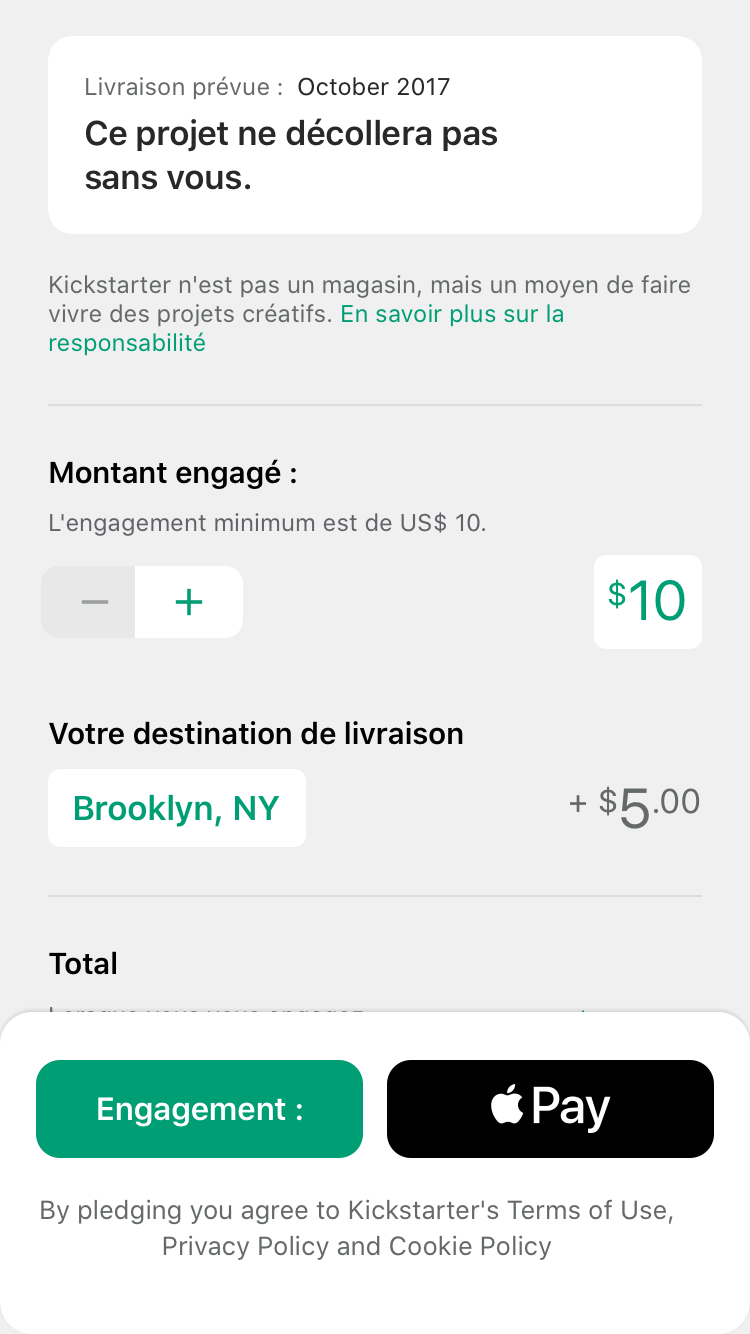 Livraison prévue : October 2017
Ce projet ne décollera pas
sans vous.
Kickstarter n'est pas un magasin, mais un moyen de faire
vivre des projets créatifs. En savoir plus sur la
responsabilité
Montant engagé :
L'engagement minimum est de US$ 10.
− +
$10
Votre destination de livraison
Brooklyn, NY
+ $5.00
Total
Engagement :
Pay
By pledging you agree to Kickstarter's Terms of Use,
Privacy Policy and Cookie Policy